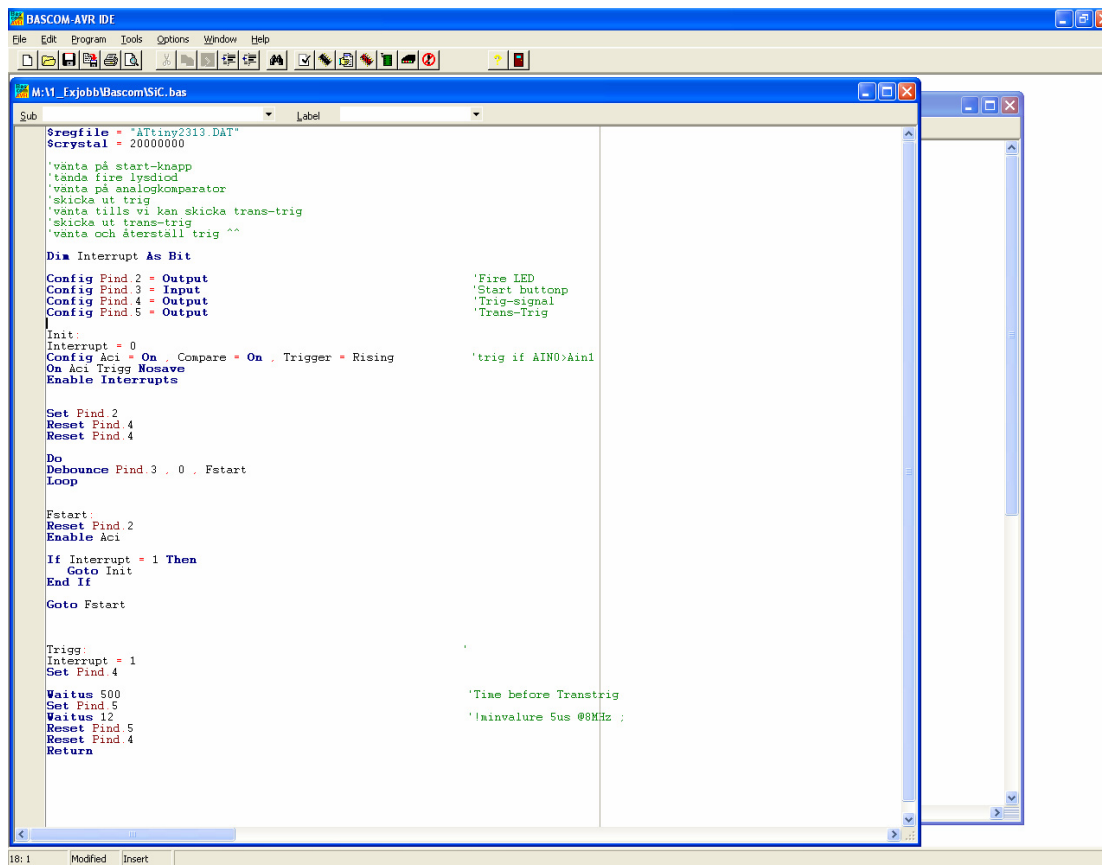 BASCOM-AVR IDE
File Edit Program Tools Options Window Help
M:\1_Exjobb\Bascom\SiC.bas
Sub Label
$regfile = "ATtiny2313.DAT"
$crystal = 20000000
'vänta på start-knapp
'tända fire lysdiod
'vänta på analogkomparator
'skicka ut trig
'vänta tills vi kan skicka trans-trig
'skicka ut trans-trig
'vänta och återställ trig ^^
Dim Interrupt As Bit
Config Pind.2 = Output 'Fire LED
Config Pind.3 = Input 'Start buttonp
Config Pind.4 = Output 'Trig-signal
Config Pind.5 = Output 'Trans-Trig
Init:
Interrupt = 0
Config Aci = On , Compare = On , Trigger = Rising 'trig if AIN0>Ain1
On Aci Trigg Nosave
Enable Interrupts
Set Pind.2
Reset Pind.4
Reset Pind.4
Do
Debounce Pind.3 , 0 , Fstart
Loop
Fstart:
Reset Pind.2
Enable Aci
If Interrupt = 1 Then
Goto Init
End If
Goto Fstart
Trigg: '
Interrupt = 1
Set Pind.4
Waitus 500 'Time before Transtrig
Set Pind.5
Waitus 12 '!minvalure 5us @8MHz ;
Reset Pind.5
Reset Pind.4
Return
18: 1 Modified Insert